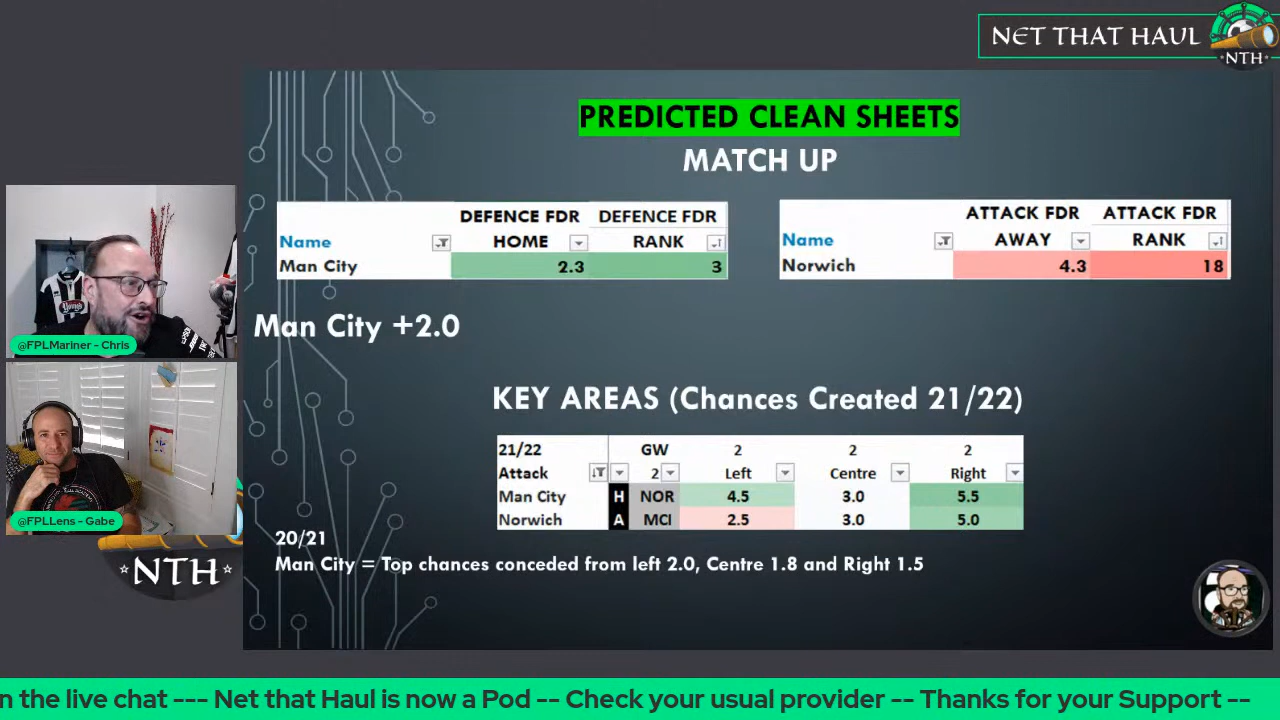 NET THAT HAUL
NTH
PREDICTED CLEAN SHEETS
MATCH UP
DEFENCE FDR DEFENCE FDR
Name HOME RANK
Man City 2.3 3
ATTACK FDR ATTACK FDR
Name AWAY RANK
Norwich 4.3 18
Man City +2.0
@FPLMariner - Chris
KEY AREAS (Chances Created 21/22)
21/22 GW 2 2 2
Attack 2 Left Centre Right
Man City H NOR 4.5 3.0 5.5
Norwich A MCI 2.5 3.0 5.0
@FPLLens - Gabe
20/21
Man City = Top chances conceded from left 2.0, Centre 1.8 and Right 1.5
NTH
n the live chat --- Net that Haul is now a Pod -- Check your usual provider -- Thanks for your Support --